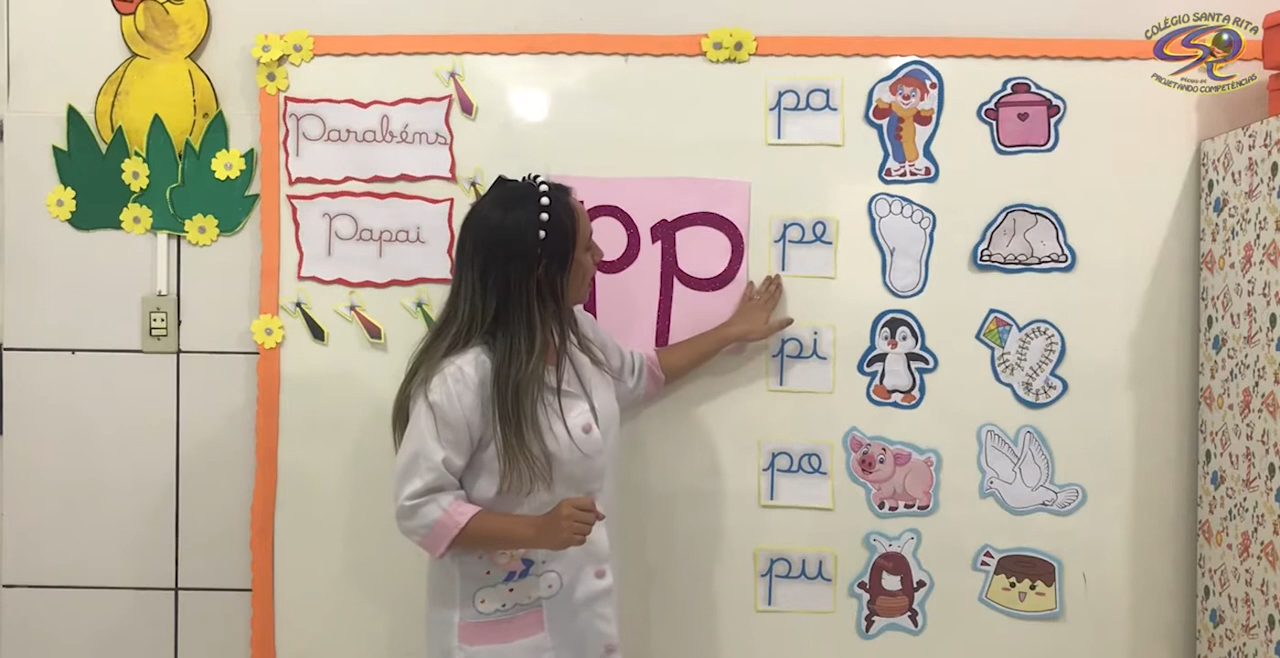 COLÉGIO SANTA RITA
PROJETANDO COMPETÊNCIAS
Parabéns
Papai
pp
pa
pe
pi
po
pu